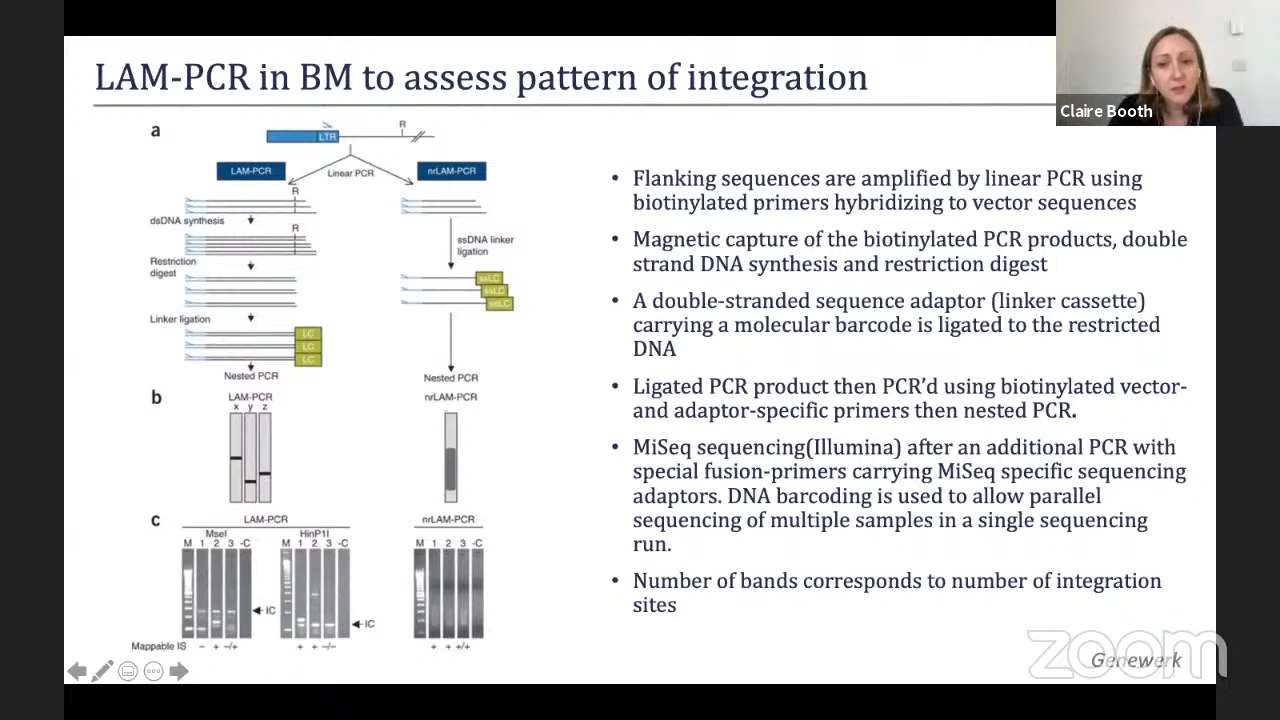 LAM-PCR in BM to assess pattern of integration
Claire Booth
a
LTR
R
LAM-PCR
Linear PCR
nrLAM-PCR
R
dsDNA synthesis
R
ssDNA linker
ligation
Restriction
digest
ssLC
ssLC
ssLC
Linker ligation
LC
LC
LC
Nested PCR
Nested PCR
b
LAM-PCR
nrLAM-PCR
x y z
c
LAM-PCR
nrLAM-PCR
MseI
HinP1I
M 1 2 3 -C
M 1 2 3 -C
M 1 2 3 -C
IC
IC
Mappable IS − + −/+ + + −/− + + +/+
• Flanking sequences are amplified by linear PCR using
biotinylated primers hybridizing to vector sequences
• Magnetic capture of the biotinylated PCR products, double
strand DNA synthesis and restriction digest
• A double-stranded sequence adaptor (linker cassette)
carrying a molecular barcode is ligated to the restricted
DNA
• Ligated PCR product then PCR’d using biotinylated vector-
and adaptor-specific primers then nested PCR.
• MiSeq sequencing(Illumina) after an additional PCR with
special fusion-primers carrying MiSeq specific sequencing
adaptors. DNA barcoding is used to allow parallel
sequencing of multiple samples in a single sequencing
run.
• Number of bands corresponds to number of integration
sites
zoom
Genewerk